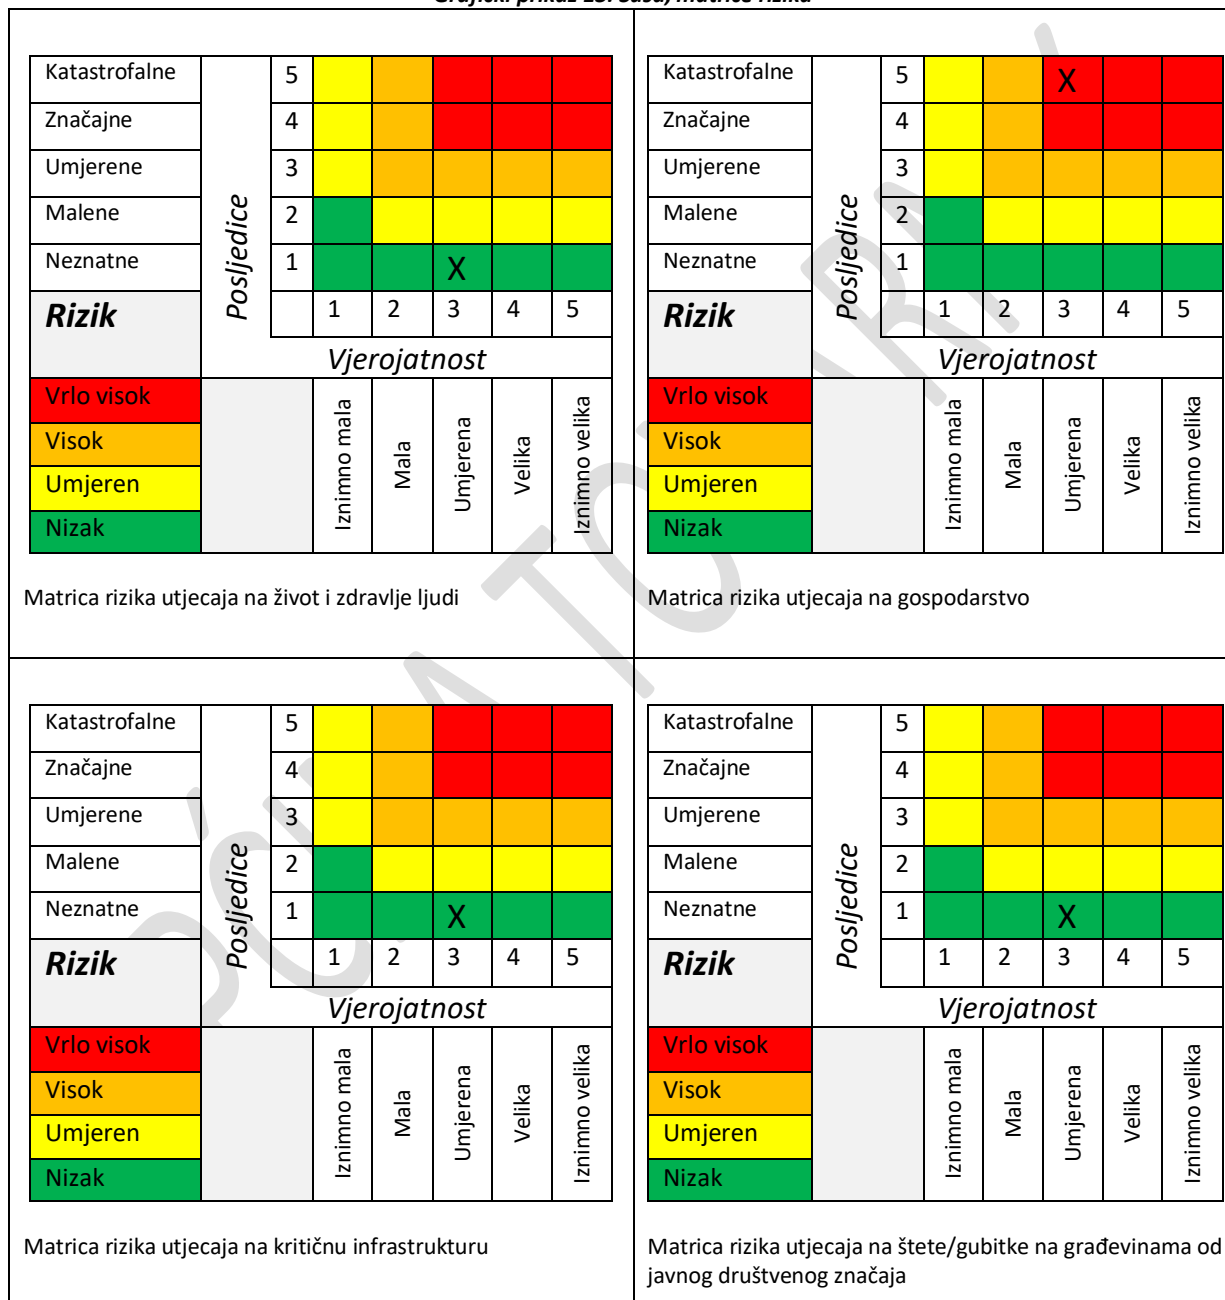 Katastrofalne 5
Značajne 4
Umjerene 3
Malene 2
Neznatne 1 X
Posljedice
Rizik 1 2 3 4 5
Vjerojatnost
Vrlo visok
Visok
Umjeren
Nizak
Iznimno mala
Mala
Umjerena
Velika
Iznimno velika
Matrica rizika utjecaja na život i zdravlje ljudi
Katastrofalne 5 X
Značajne 4
Umjerene 3
Malene 2
Neznatne 1
Posljedice
Rizik 1 2 3 4 5
Vjerojatnost
Vrlo visok
Visok
Umjeren
Nizak
Iznimno mala
Mala
Umjerena
Velika
Iznimno velika
Matrica rizika utjecaja na gospodarstvo
Katastrofalne 5
Značajne 4
Umjerene 3
Malene 2
Neznatne 1 X
Posljedice
Rizik 1 2 3 4 5
Vjerojatnost
Vrlo visok
Visok
Umjeren
Nizak
Iznimno mala
Mala
Umjerena
Velika
Iznimno velika
Matrica rizika utjecaja na kritičnu infrastrukturu
Katastrofalne 5
Značajne 4
Umjerene 3
Malene 2
Neznatne 1 X
Posljedice
Rizik 1 2 3 4 5
Vjerojatnost
Vrlo visok
Visok
Umjeren
Nizak
Iznimno mala
Mala
Umjerena
Velika
Iznimno velika
Matrica rizika utjecaja na štete/gubitke na građevinama od
javnog društvenog značaja